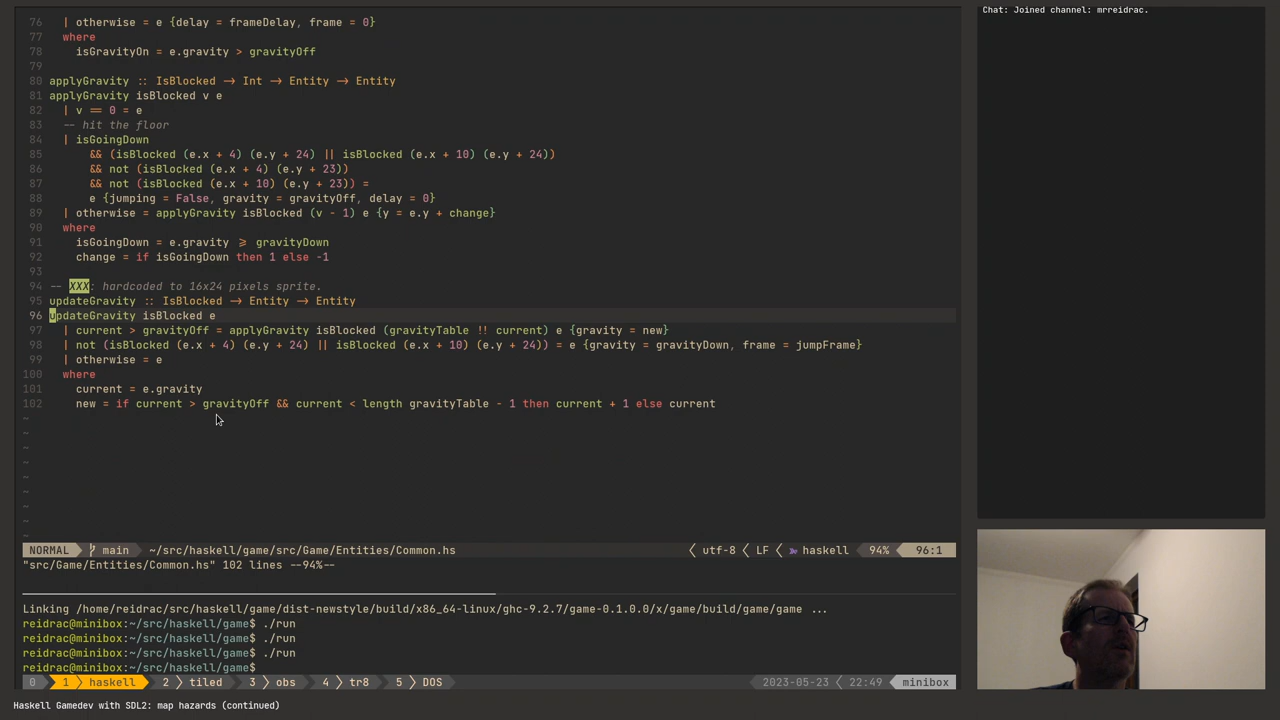 76   | otherwise = e {delay = frameDelay, frame = 0}
77   where
78     isGravityOn = e.gravity > gravityOff
79
80 applyGravity :: IsBlocked → Int → Entity → Entity
81 applyGravity isBlocked v e
82   | v == 0 = e
83   -- hit the floor
84   | isGoingDown
85       && (isBlocked (e.x + 4) (e.y + 24) || isBlocked (e.x + 10) (e.y + 24))
86       && not (isBlocked (e.x + 4) (e.y + 23))
87       && not (isBlocked (e.x + 10) (e.y + 23)) =
88       e {jumping = False, gravity = gravityOff, delay = 0}
89   | otherwise = applyGravity isBlocked (v - 1) e {y = e.y + change}
90   where
91     isGoingDown = e.gravity ⩾ gravityDown
92     change = if isGoingDown then 1 else -1
93
94 -- XXX: hardcoded to 16x24 pixels sprite.
95 updateGravity :: IsBlocked → Entity → Entity
96 updateGravity isBlocked e
97   | current > gravityOff = applyGravity isBlocked (gravityTable !! current) e {gravity = new}
98   | not (isBlocked (e.x + 4) (e.y + 24) || isBlocked (e.x + 10) (e.y + 24)) = e {gravity = gravityDown, frame = jumpFrame}
99   | otherwise = e
100   where
101     current = e.gravity
102     new = if current > gravityOff && current < length gravityTable - 1 then current + 1 else current
~
~
~
~
~
~
~
~
~
NORMAL main ~/src/haskell/game/src/Game/Entities/Common.hs utf-8 LF haskell 94% 96:1
"src/Game/Entities/Common.hs" 102 lines --94%--
Linking /home/reidrac/src/haskell/game/dist-newstyle/build/x86_64-linux/ghc-9.2.7/game-0.1.0.0/x/game/build/game/game ...
reidrac@minibox:~/src/haskell/game$ ./run
reidrac@minibox:~/src/haskell/game$ ./run
reidrac@minibox:~/src/haskell/game$ ./run
reidrac@minibox:~/src/haskell/game$
0 1 haskell 2 tiled 3 obs 4 tr8 5 DOS 2023-05-23 22:49 minibox
Haskell Gamedev with SDL2: map hazards (continued)
Chat: Joined channel: mrreidrac.